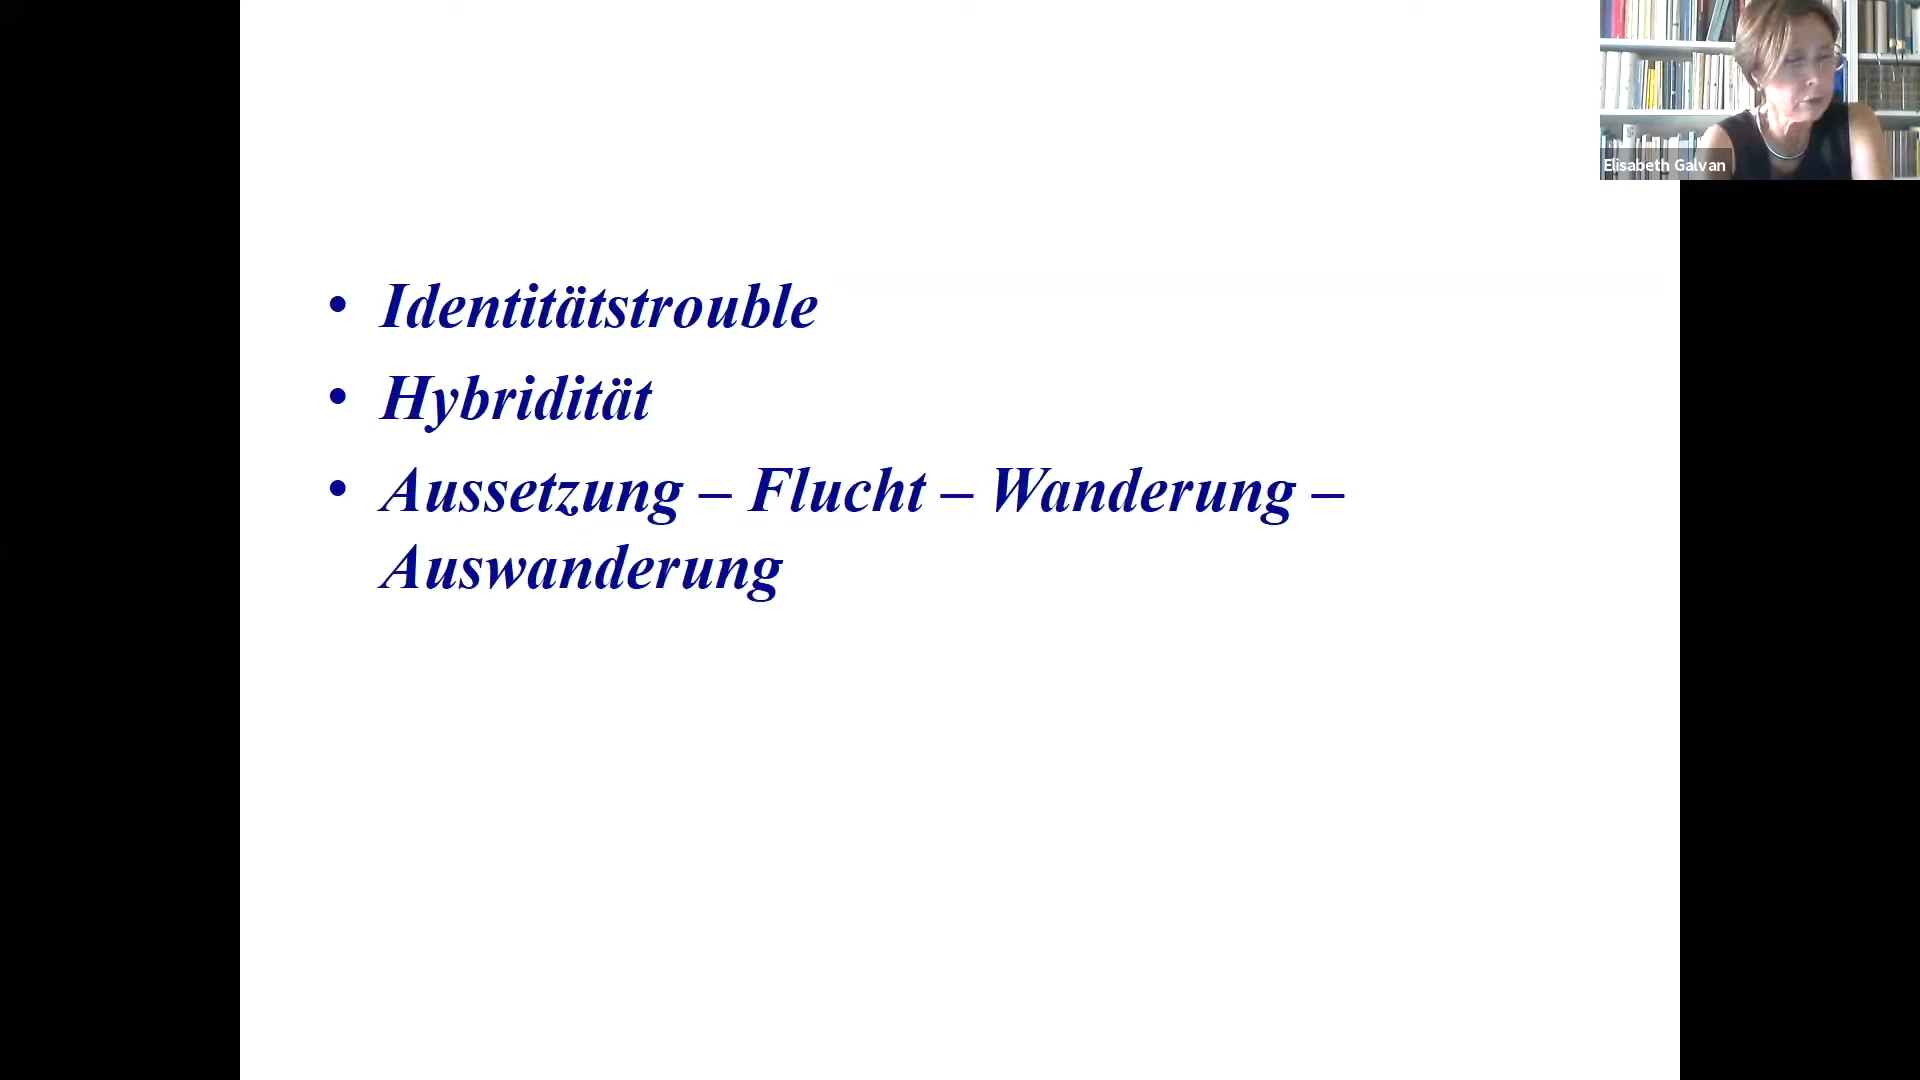 Elisabeth Galvan
• Identitätstrouble
• Hybridität
• Aussetzung – Flucht – Wanderung –
Auswanderung